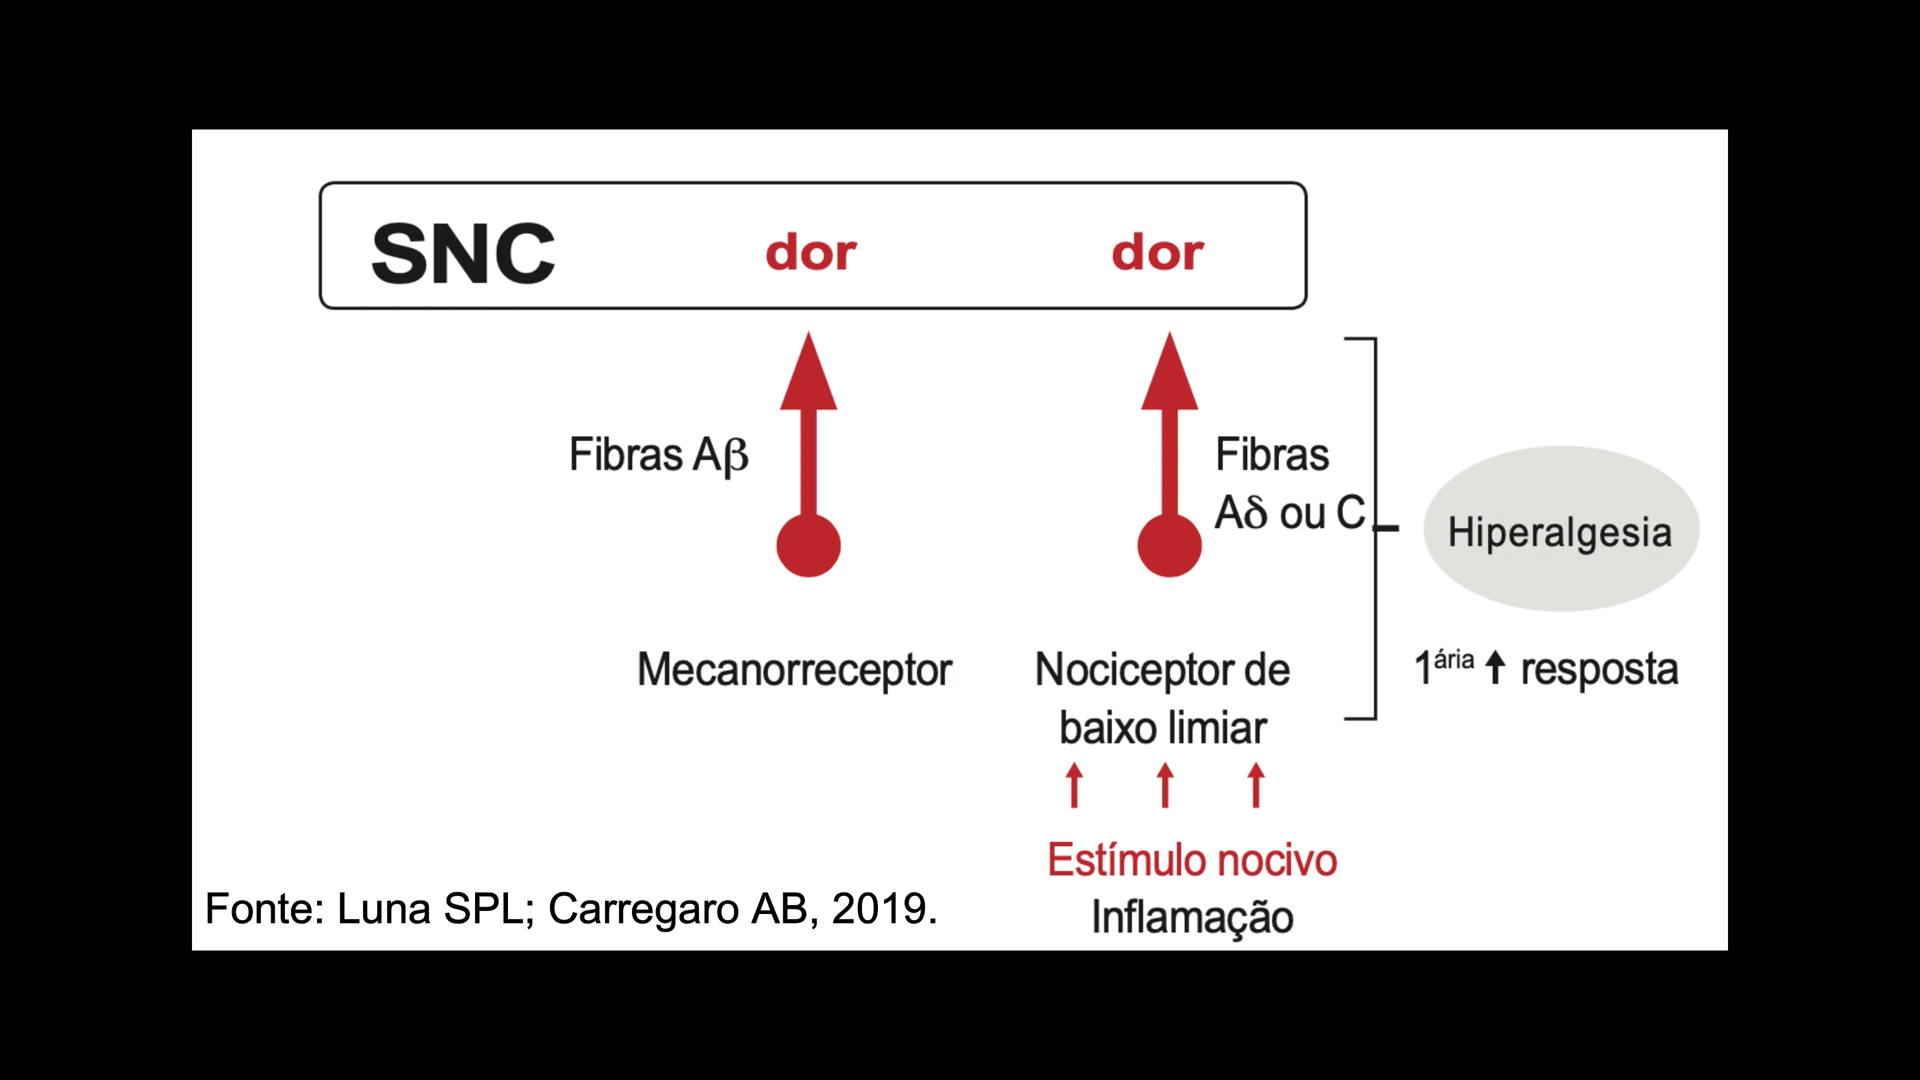 SNC dor dor
Fibras Aβ
Fibras
Aδ ou C
Hiperalgesia
Mecanorreceptor
Nociceptor de
baixo limiar
1ária ↑ resposta
Estímulo nocivo
Inflamação
Fonte: Luna SPL; Carregaro AB, 2019.